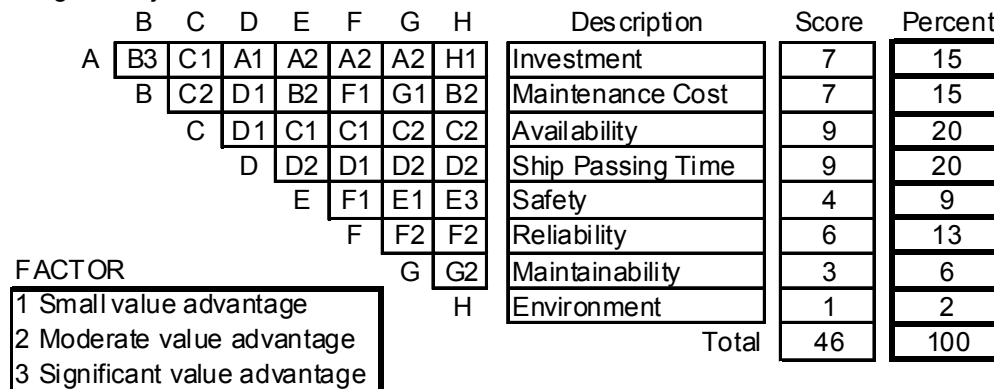 B C D E F G H Description Score Percent
A B3 C1 A1 A2 A2 A2 H1 Investment 7 15
B C2 D1 B2 F1 G1 B2 Maintenance Cost 7 15
C D1 C1 C1 C2 C2 Availability 9 20
D D2 D1 D2 D2 Ship Passing Time 9 20
E F1 E1 E3 Safety 4 9
F F2 F2 Reliability 6 13
FACTOR G G2 Maintainability 3 6
1 Small value advantage H Environment 1 2
2 Moderate value advantage Total 46 100
3 Significant value advantage